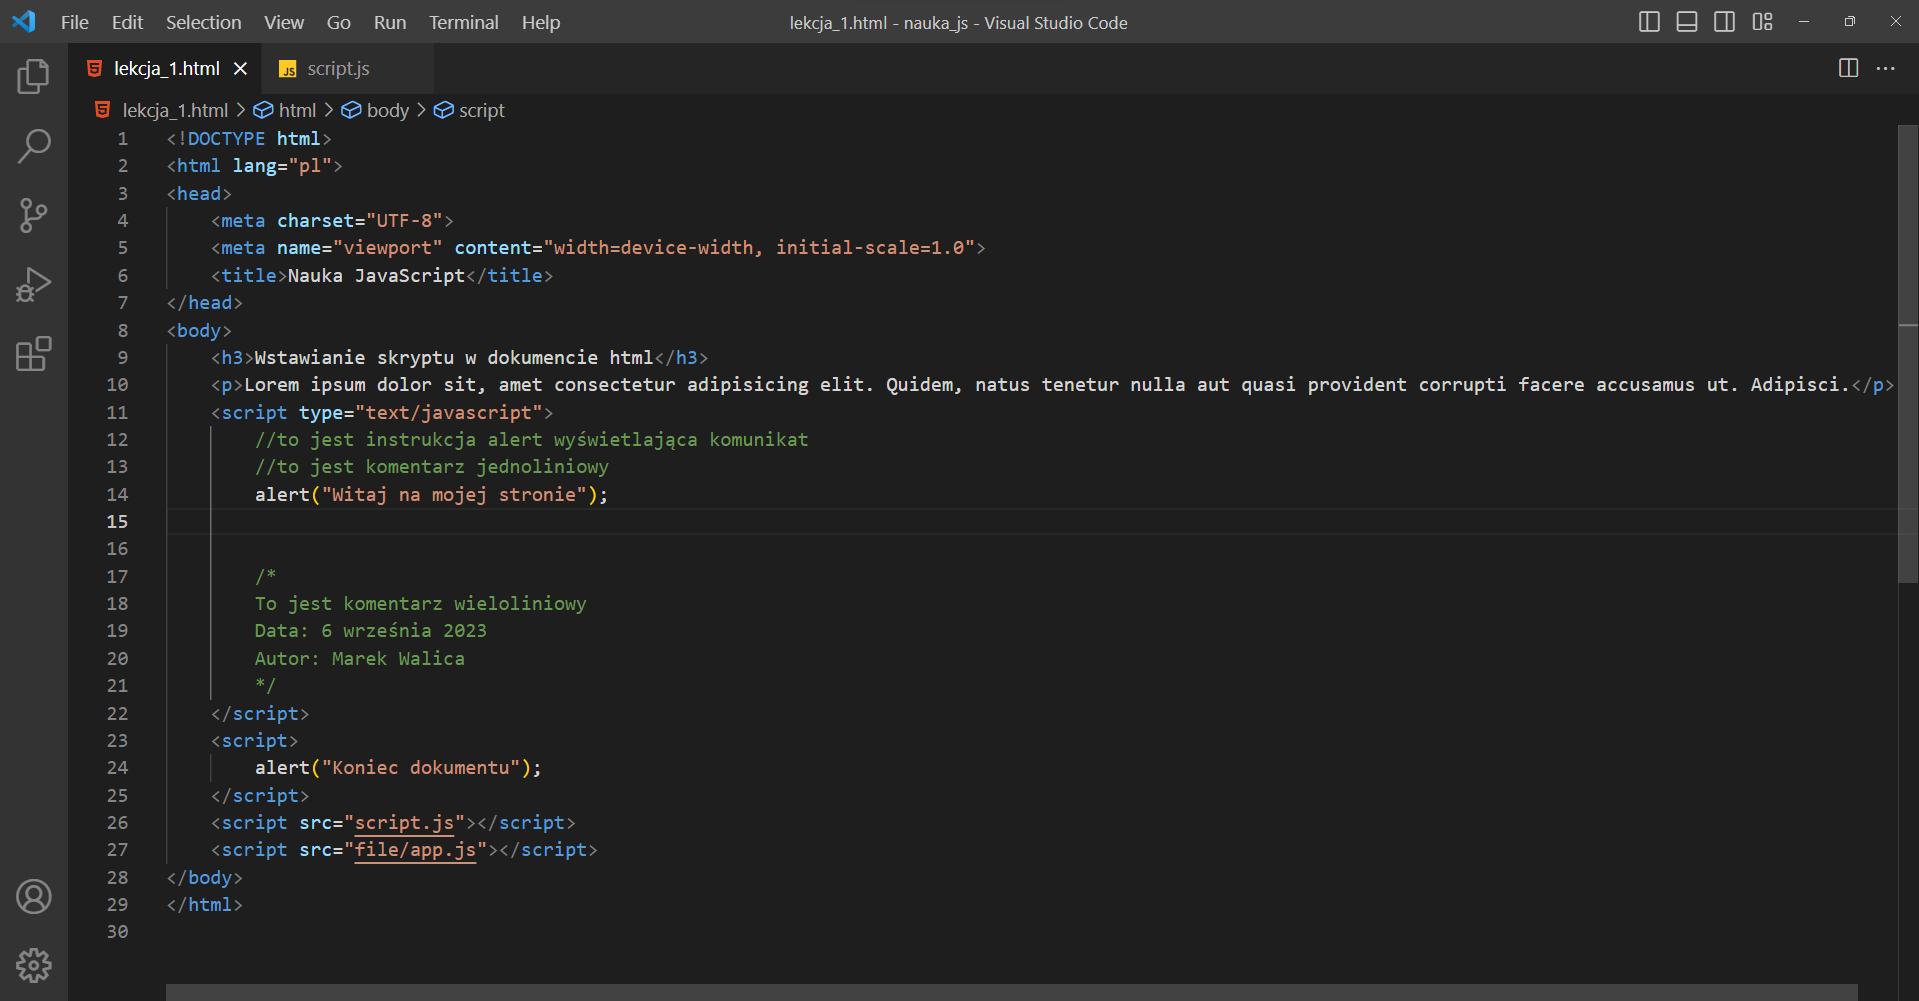 File Edit Selection View Go Run Terminal Help lekcja_1.html - nauka_js - Visual Studio Code
lekcja_1.html JS script.js
lekcja_1.html > html > body > script
1 <!DOCTYPE html>
2 <html lang="pl">
3 <head>
4 <meta charset="UTF-8">
5 <meta name="viewport" content="width=device-width, initial-scale=1.0">
6 <title>Nauka JavaScript</title>
7 </head>
8 <body>
9 <h3>Wstawianie skryptu w dokumencie html</h3>
10 <p>Lorem ipsum dolor sit, amet consectetur adipisicing elit. Quidem, natus tenetur nulla aut quasi provident corrupti facere accusamus ut. Adipisci.</p>
11 <script type="text/javascript">
12 //to jest instrukcja alert wyświetlająca komunikat
13 //to jest komentarz jednoliniowy
14 alert("Witaj na mojej stronie");
15
16
17 /*
18 To jest komentarz wieloliniowy
19 Data: 6 września 2023
20 Autor: Marek Walica
21 */
22 </script>
23 <script>
24 alert("Koniec dokumentu");
25 </script>
26 <script src="script.js"></script>
27 <script src="file/app.js"></script>
28 </body>
29 </html>
30